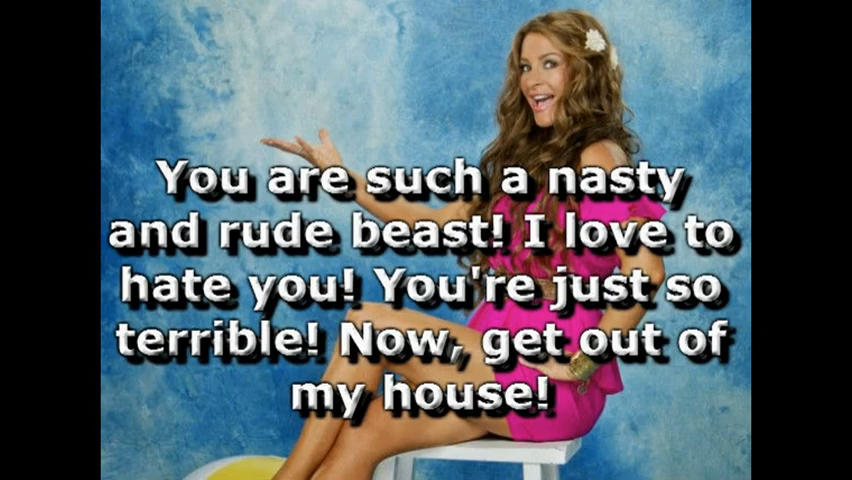 You are such a nasty
and rude beast! I love to
hate you! You're just so
terrible! Now, get out of
my house!